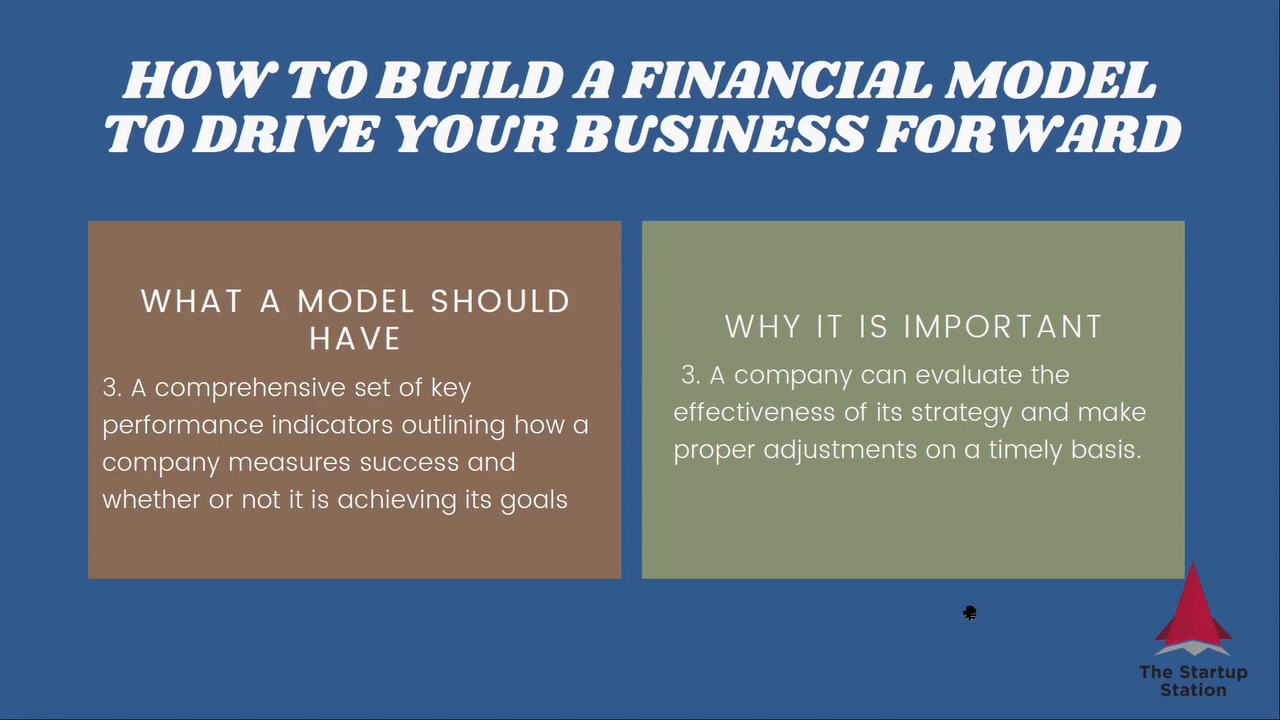 HOW TO BUILD A FINANCIAL MODEL
TO DRIVE YOUR BUSINESS FORWARD
WHAT A MODEL SHOULD
HAVE
3. A comprehensive set of key
performance indicators outlining how a
company measures success and
whether or not it is achieving its goals
WHY IT IS IMPORTANT
3. A company can evaluate the
effectiveness of its strategy and make
proper adjustments on a timely basis.
The Startup
Station